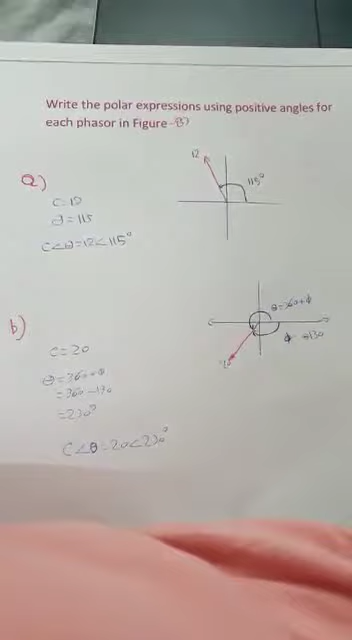 Write the polar expressions using positive angles for
each phasor in Figure-B?
a)
12
115°
C=12
θ=115
C∠θ=12∠115°
b)
θ=360+ϕ
ϕ -130
20
C=20
θ=360+ϕ
=360-130
=230°
C∠θ=20∠230°